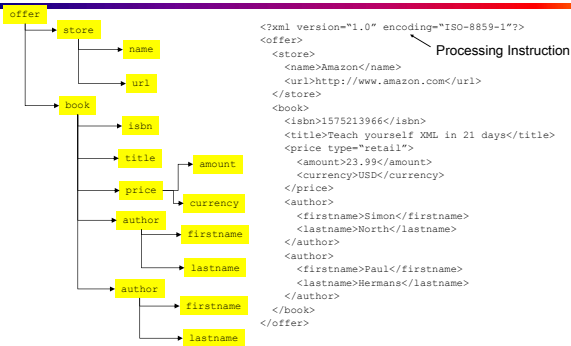 offer
store
name
url
book
isbn
title
price
amount
currency
author
firstname
lastname
author
firstname
lastname
<?xml version=“1.0” encoding=“ISO-8859-1”?>
<offer>
<store>
<name>Amazon</name>
<url>http://www.amazon.com</url>
</store>
<book>
<isbn>1575213966</isbn>
<title>Teach yourself XML in 21 days</title>
<price type=“retail”>
<amount>23.99</amount>
<currency>USD</currency>
</price>
<author>
<firstname>Simon</firstname>
<lastname>North</lastname>
</author>
<author>
<firstname>Paul</firstname>
<lastname>Hermans</lastname>
</author>
</book>
</offer>
Processing Instruction